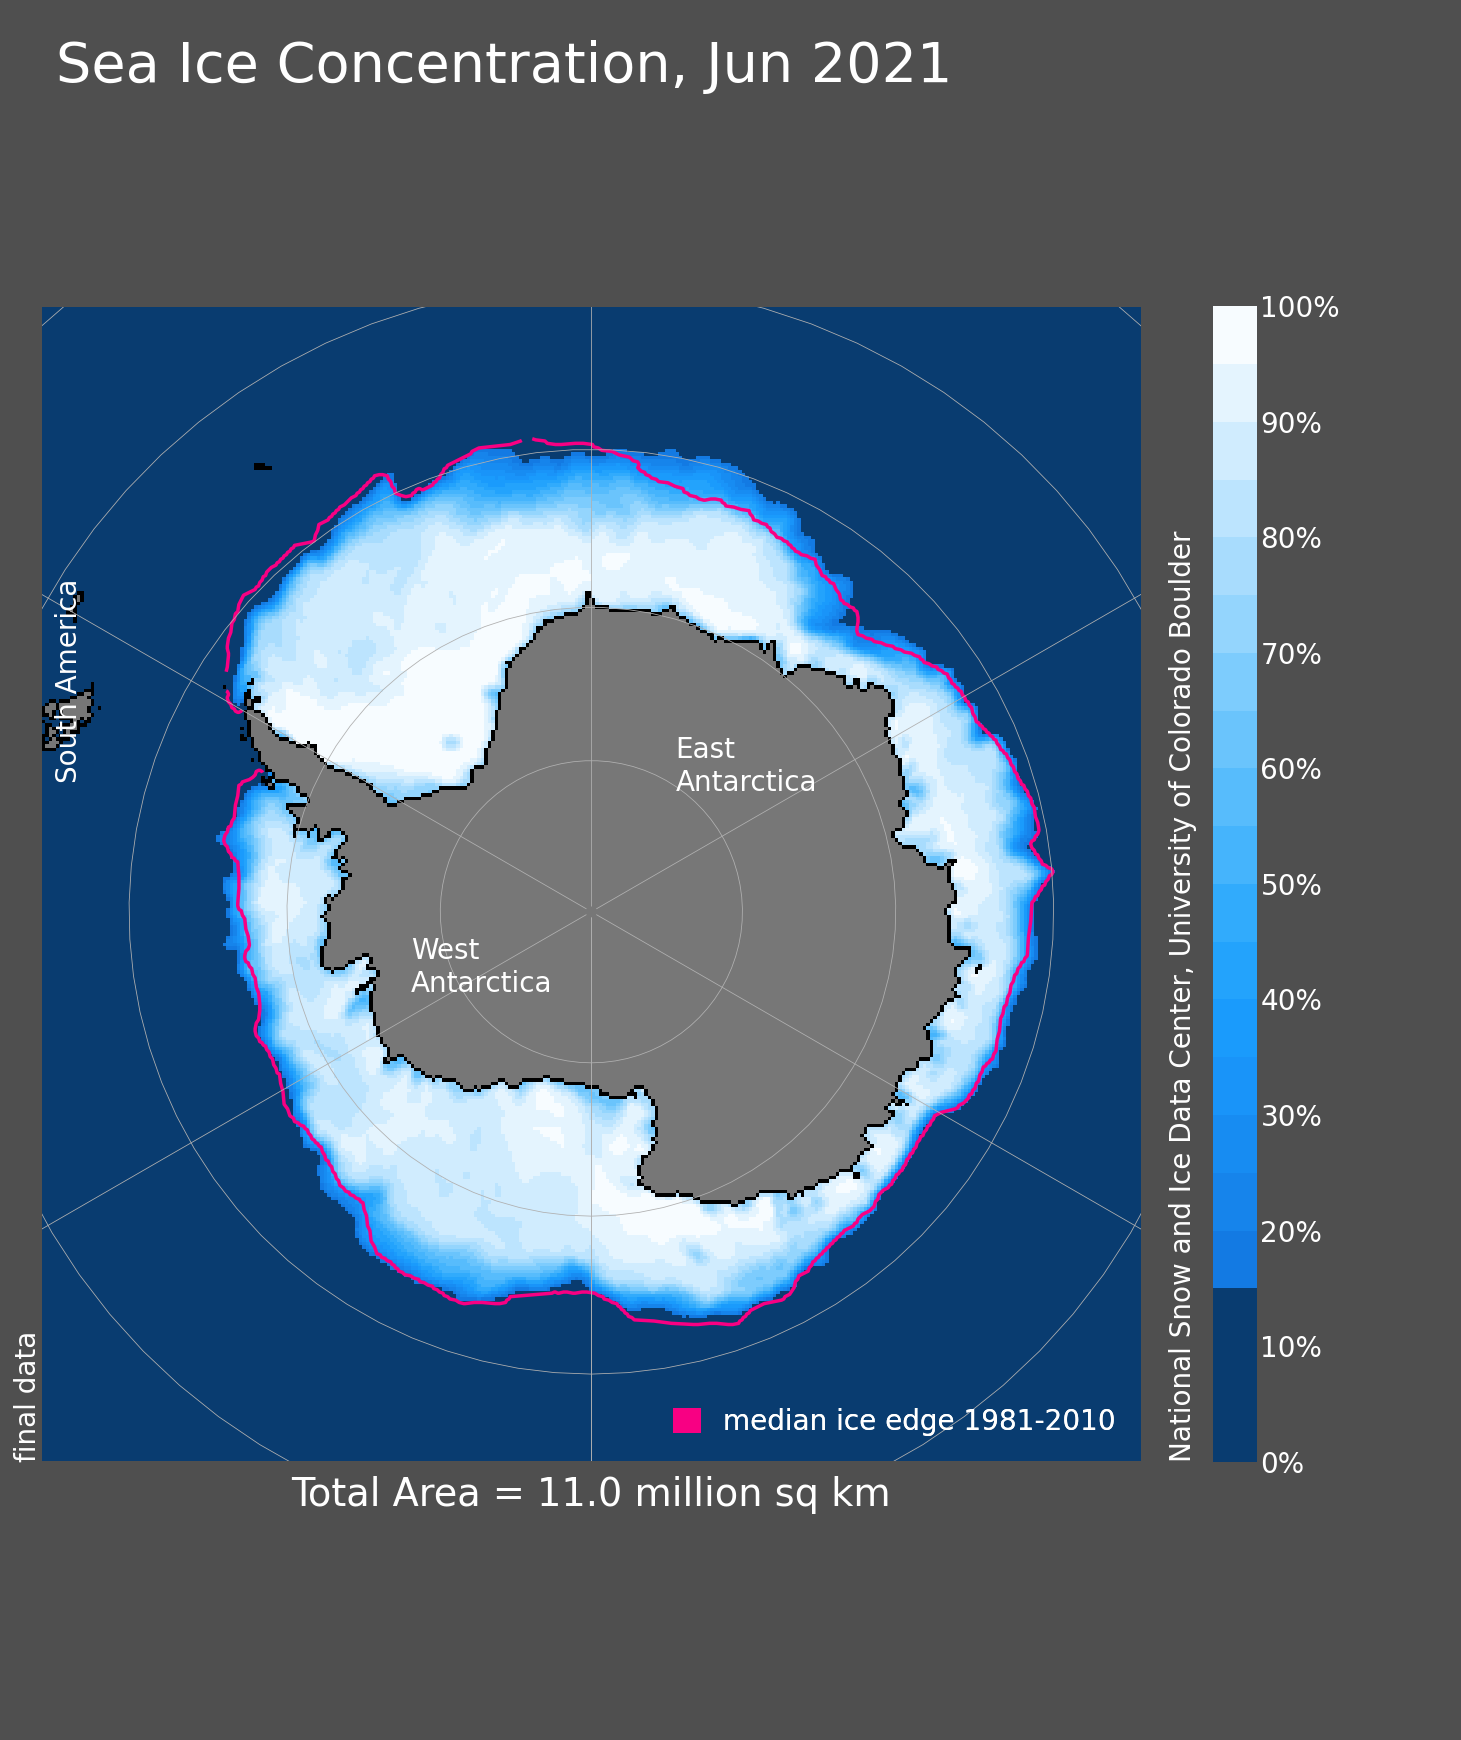 Sea Ice Concentration, Jun 2021
South America
East
Antarctica
West
Antarctica
final data
median ice edge 1981-2010
Total Area = 11.0 million sq km
National Snow and Ice Data Center, University of Colorado Boulder
100%
90%
80%
70%
60%
50%
40%
30%
20%
10%
0%